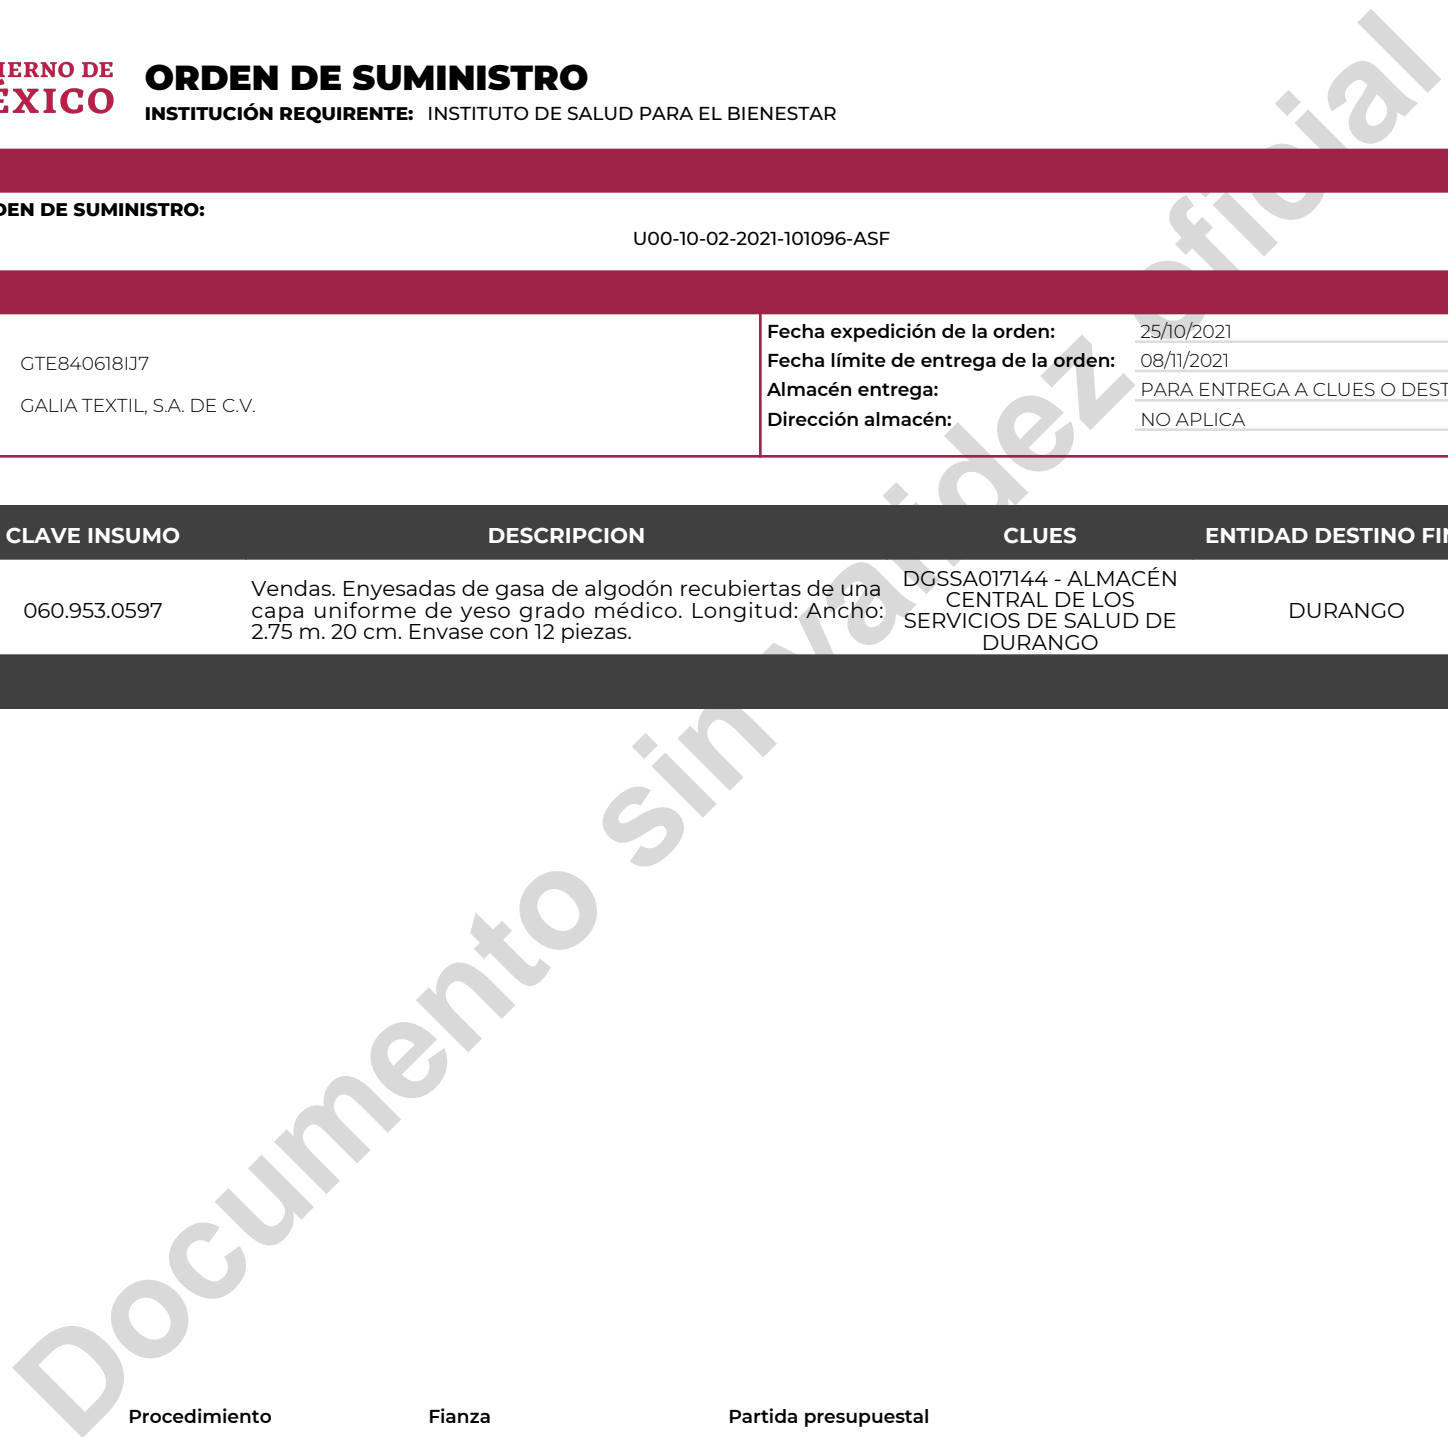 IERNO DE
ÉXICO
ORDEN DE SUMINISTRO
INSTITUCIÓN REQUIRENTE: INSTITUTO DE SALUD PARA EL BIENESTAR
DEN DE SUMINISTRO:
U00-10-02-2021-101096-ASF
GTE840618IJ7
GALIA TEXTIL, S.A. DE C.V.
Fecha expedición de la orden: 25/10/2021
Fecha límite de entrega de la orden: 08/11/2021
Almacén entrega: PARA ENTREGA A CLUES O DEST
Dirección almacén: NO APLICA
CLAVE INSUMO DESCRIPCION CLUES ENTIDAD DESTINO FIN
060.953.0597
Vendas. Enyesadas de gasa de algodón recubiertas de una
capa uniforme de yeso grado médico. Longitud: Ancho:
2.75 m. 20 cm. Envase con 12 piezas.
DGSSA017144 - ALMACÉN
CENTRAL DE LOS
SERVICIOS DE SALUD DE
DURANGO
DURANGO
Documento sin validez oficial
Procedimiento Fianza Partida presupuestal